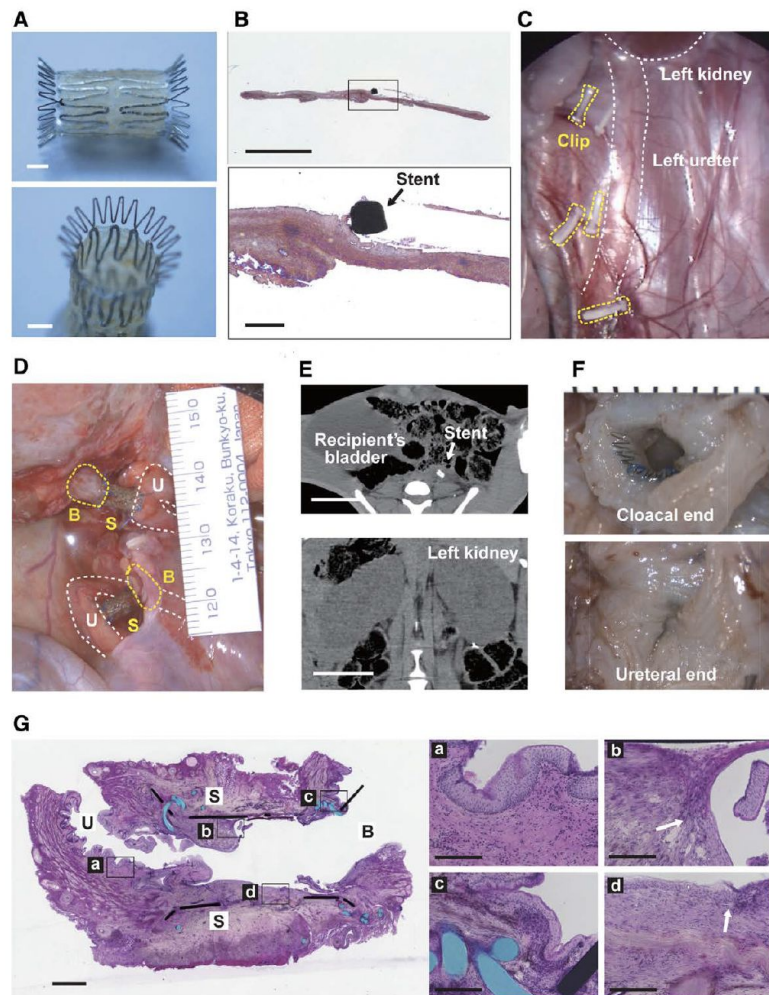 A
B
C
Stent
Clip
Left kidney
Left ureter
D
E
F
B
S
U
B
U
S
150
140
130
120
1-4-14, Koraku, Bunkyo-ku,
Tokyo 112-0004 Japan
Recipient's
bladder
Stent
Left kidney
Cloacal end
Ureteral end
G
U
S
c
b
a
B
d
S
a
b
c
d